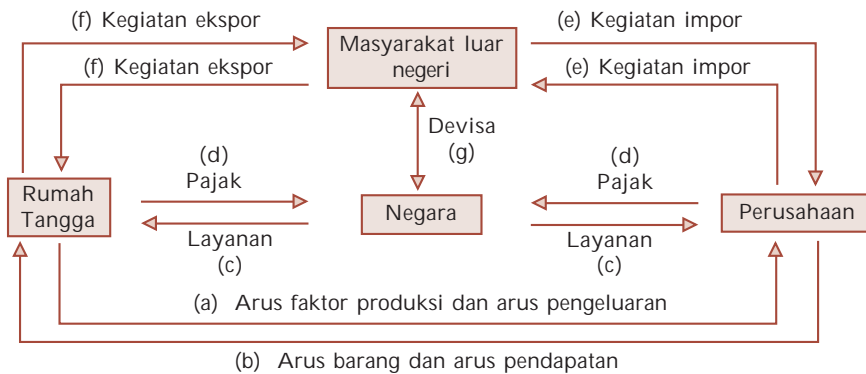 (f) Kegiatan ekspor
Masyarakat luar
negeri
(e) Kegiatan impor
(f) Kegiatan ekspor
(e) Kegiatan impor
Devisa
(g)
(d)
Pajak
(d)
Pajak
Rumah
Tangga
Negara
Perusahaan
Layanan
(c)
Layanan
(c)
(a) Arus faktor produksi dan arus pengeluaran
(b) Arus barang dan arus pendapatan